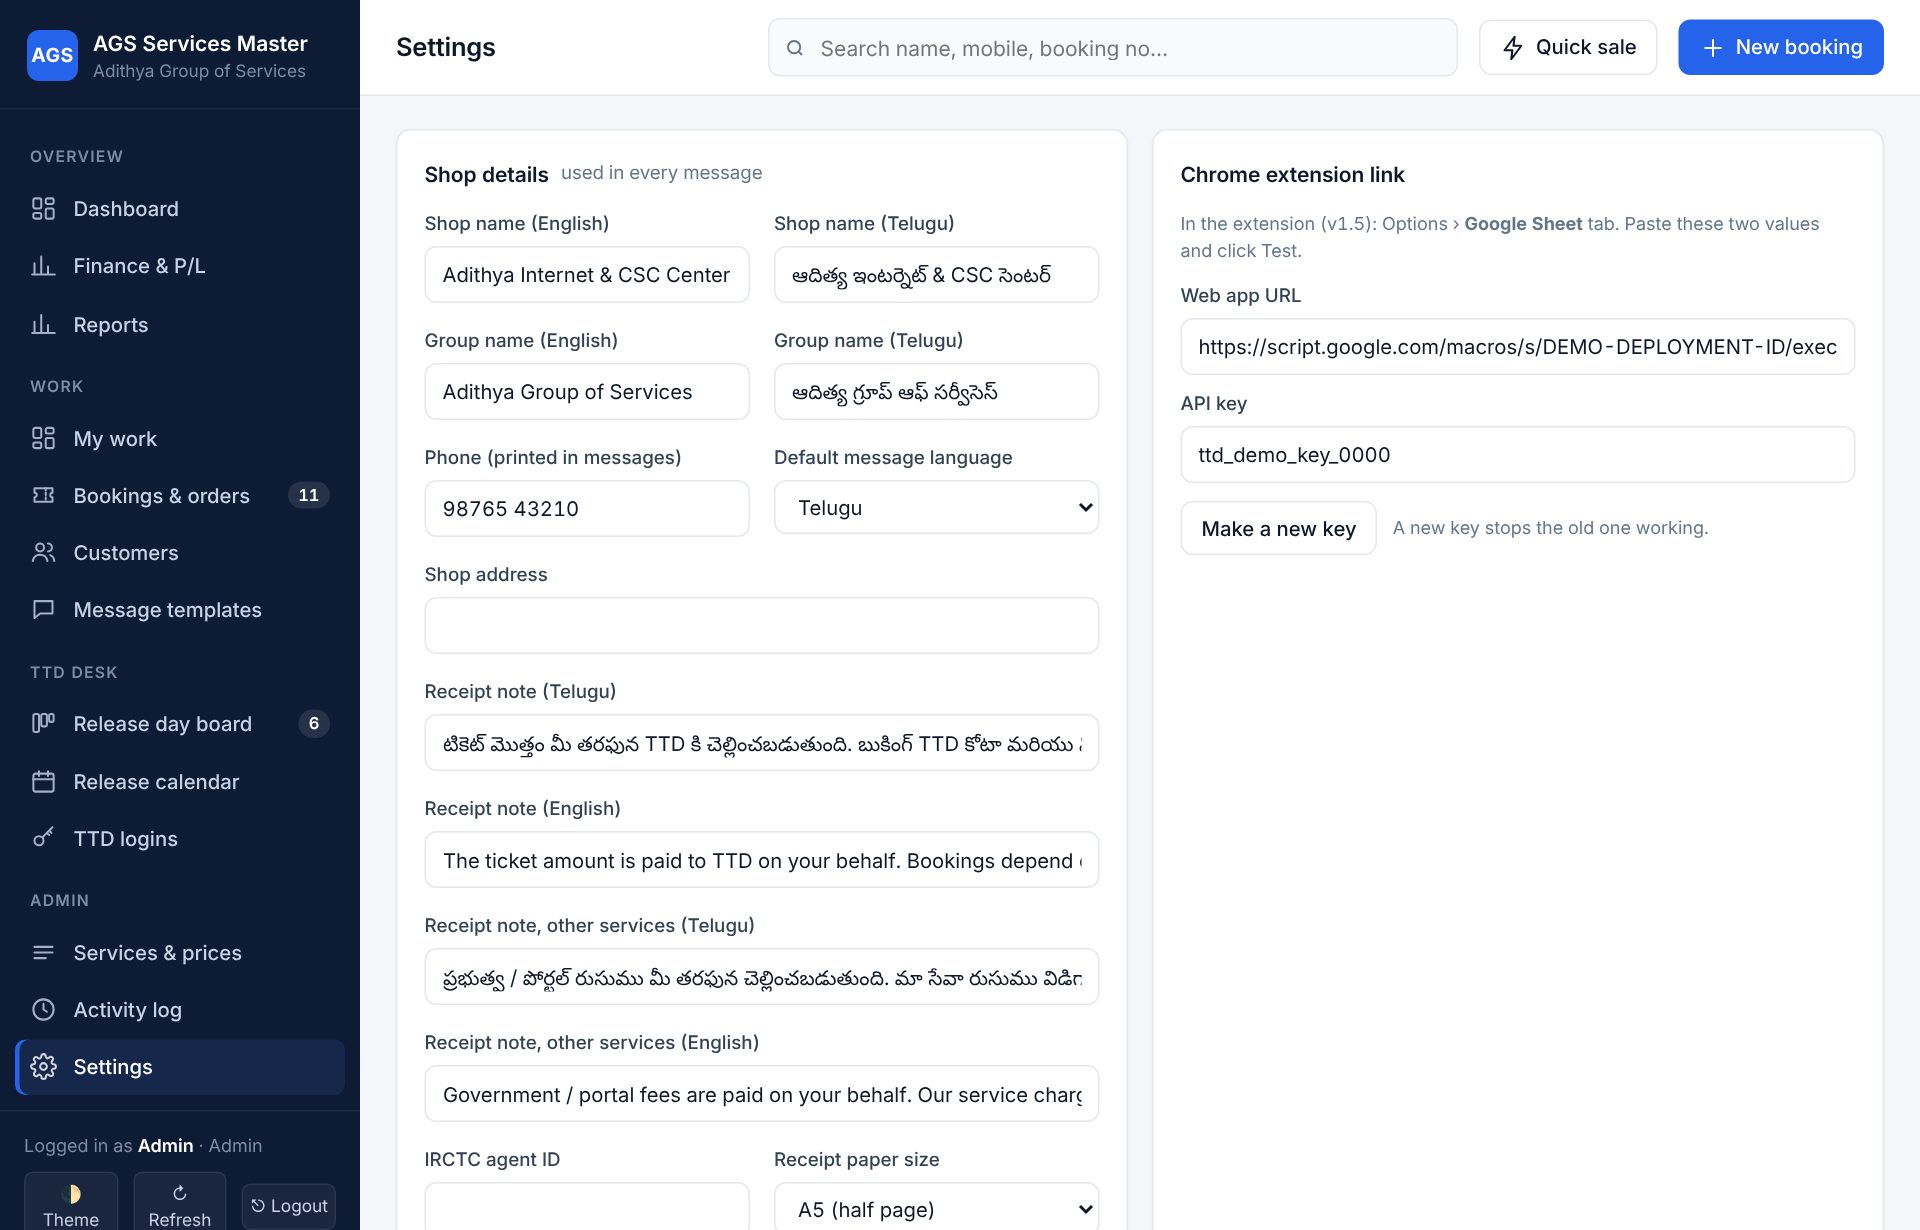 AGS
AGS Services Master
Adithya Group of Services
OVERVIEW
Dashboard
Finance & P/L
Reports
WORK
My work
Bookings & orders 11
Customers
Message templates
TTD DESK
Release day board 6
Release calendar
TTD logins
ADMIN
Services & prices
Activity log
Settings
Logged in as Admin · Admin
Theme
Refresh
Logout
Settings
Search name, mobile, booking no...
Quick sale
New booking
Shop details used in every message
Shop name (English)
Adithya Internet & CSC Center
Shop name (Telugu)
ఆదిత్య ఇంటర్నెట్ & CSC సెంటర్
Group name (English)
Adithya Group of Services
Group name (Telugu)
ఆదిత్య గ్రూప్ ఆఫ్ సర్వీసెస్
Phone (printed in messages)
98765 43210
Default message language
Telugu
Shop address
Receipt note (Telugu)
టికెట్ మొత్తం మీ తరఫున TTD కి చెల్లించబడుతుంది. బుకింగ్ TTD కోటా మరియు
Receipt note (English)
The ticket amount is paid to TTD on your behalf. Bookings depend
Receipt note, other services (Telugu)
ప్రభుత్వ / పోర్టల్ రుసుము మీ తరఫున చెల్లించబడుతుంది. మా సేవా రుసుము
Receipt note, other services (English)
Government / portal fees are paid on your behalf. Our service
IRCTC agent ID
Receipt paper size
A5 (half page)
Chrome extension link
In the extension (v1.5): Options › Google Sheet tab. Paste these two values
and click Test.
Web app URL
https://script.google.com/macros/s/DEMO-DEPLOYMENT-ID/exec
API key
ttd_demo_key_0000
Make a new key
A new key stops the old one working.